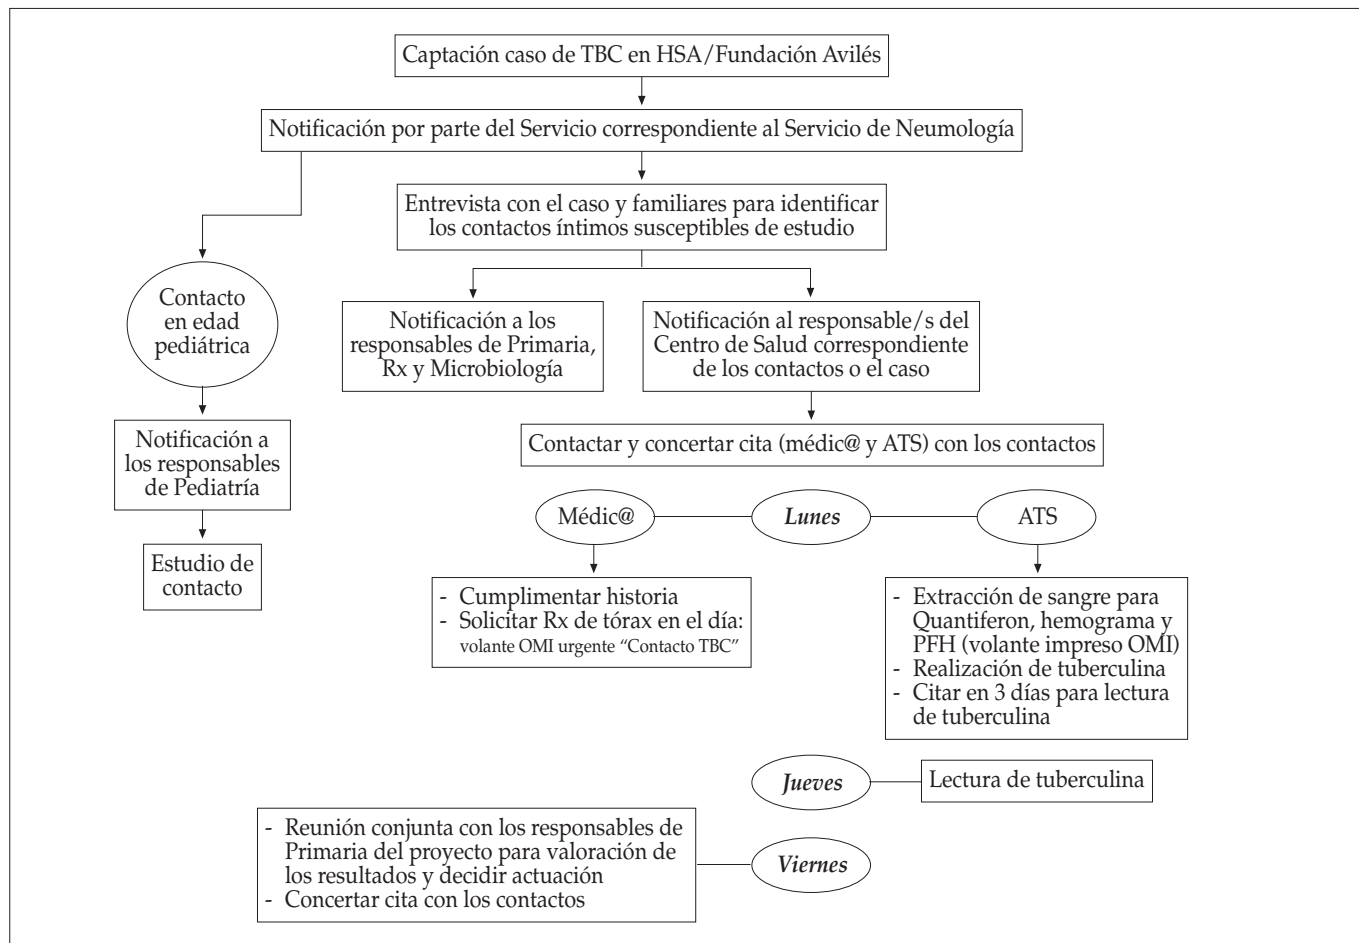 Captación caso de TBC en HSA/Fundación Avilés
Notificación por parte del Servicio correspondiente al Servicio de Neumología
Entrevista con el caso y familiares para identificar
los contactos íntimos susceptibles de estudio
Contacto
en edad
pediátrica
Notificación a los
responsables de Primaria,
Rx y Microbiología
Notificación al responsable/s del
Centro de Salud correspondiente
de los contactos o el caso
Notificación a
los responsables
de Pediatría
Contactar y concertar cita (médic@ y ATS) con los contactos
Estudio de
contacto
Médic@
Lunes
ATS
- Cumplimentar historia
- Solicitar Rx de tórax en el día:
volante OMI urgente “Contacto TBC”
- Extracción de sangre para
Quantiferon, hemograma y
PFH (volante impreso OMI)
- Realización de tuberculina
- Citar en 3 días para lectura
de tuberculina
Jueves
Lectura de tuberculina
- Reunión conjunta con los responsables de
Primaria del proyecto para valoración de
los resultados y decidir actuación
- Concertar cita con los contactos
Viernes